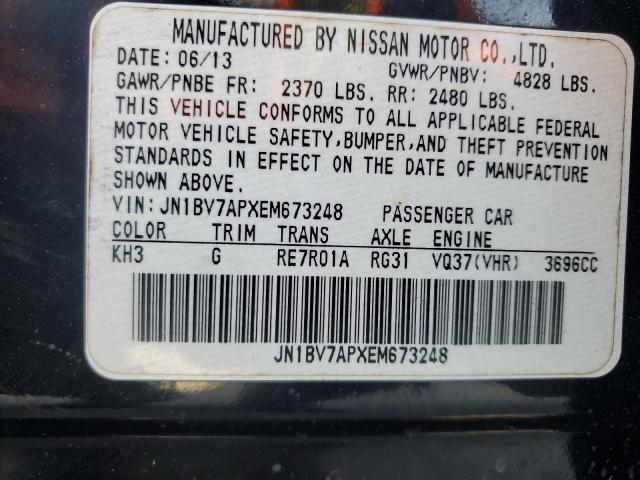 MANUFACTURED BY NISSAN MOTOR CO.,LTD.
DATE: 06/13 GVWR/PNBV: 4828 LBS.
GAWR/PNBE FR: 2370 LBS. RR: 2480 LBS.
THIS VEHICLE CONFORMS TO ALL APPLICABLE FEDERAL
MOTOR VEHICLE SAFETY,BUMPER,AND THEFT PREVENTION
STANDARDS IN EFFECT ON THE DATE OF MANUFACTURE
SHOWN ABOVE.
VIN:JN1BV7APXEM673248 PASSENGER CAR
COLOR TRIM TRANS AXLE ENGINE
KH3 G RE7R01A RG31 VQ37(VHR) 3696CC
JN1BV7APXEM673248